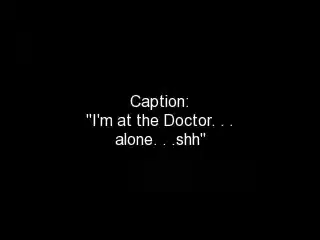 Caption:
"I'm at the Doctor. . .
alone. . .shh"